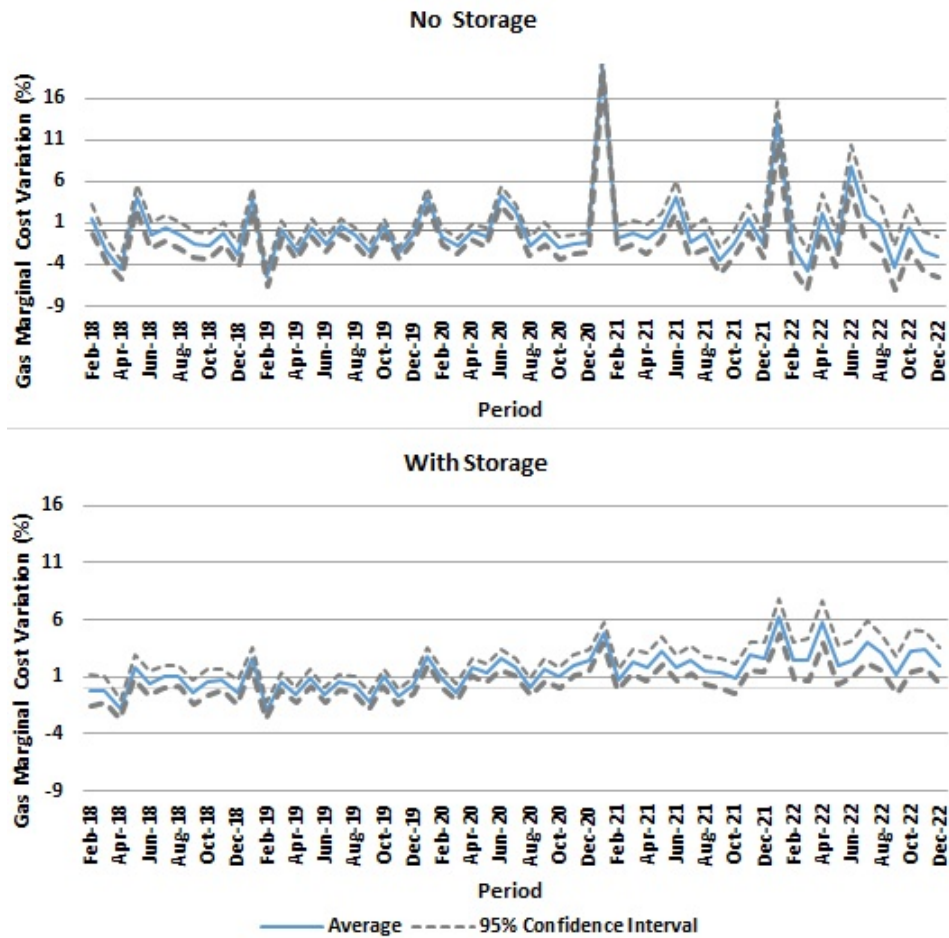 No Storage
Gas Marginal Cost Variation (%)
16
11
6
1
-4
-9
Feb-18
Apr-18
Jun-18
Aug-18
Oct-18
Dec-18
Feb-19
Apr-19
Jun-19
Aug-19
Oct-19
Dec-19
Feb-20
Apr-20
Jun-20
Aug-20
Oct-20
Dec-20
Feb-21
Apr-21
Jun-21
Aug-21
Oct-21
Dec-21
Feb-22
Apr-22
Jun-22
Aug-22
Oct-22
Dec-22
Period
With Storage
Gas Marginal Cost Variation (%)
16
11
6
1
-4
-9
Feb-18
Apr-18
Jun-18
Aug-18
Oct-18
Dec-18
Feb-19
Apr-19
Jun-19
Aug-19
Oct-19
Dec-19
Feb-20
Apr-20
Jun-20
Aug-20
Oct-20
Dec-20
Feb-21
Apr-21
Jun-21
Aug-21
Oct-21
Dec-21
Feb-22
Apr-22
Jun-22
Aug-22
Oct-22
Dec-22
Period
Average 95% Confidence Interval